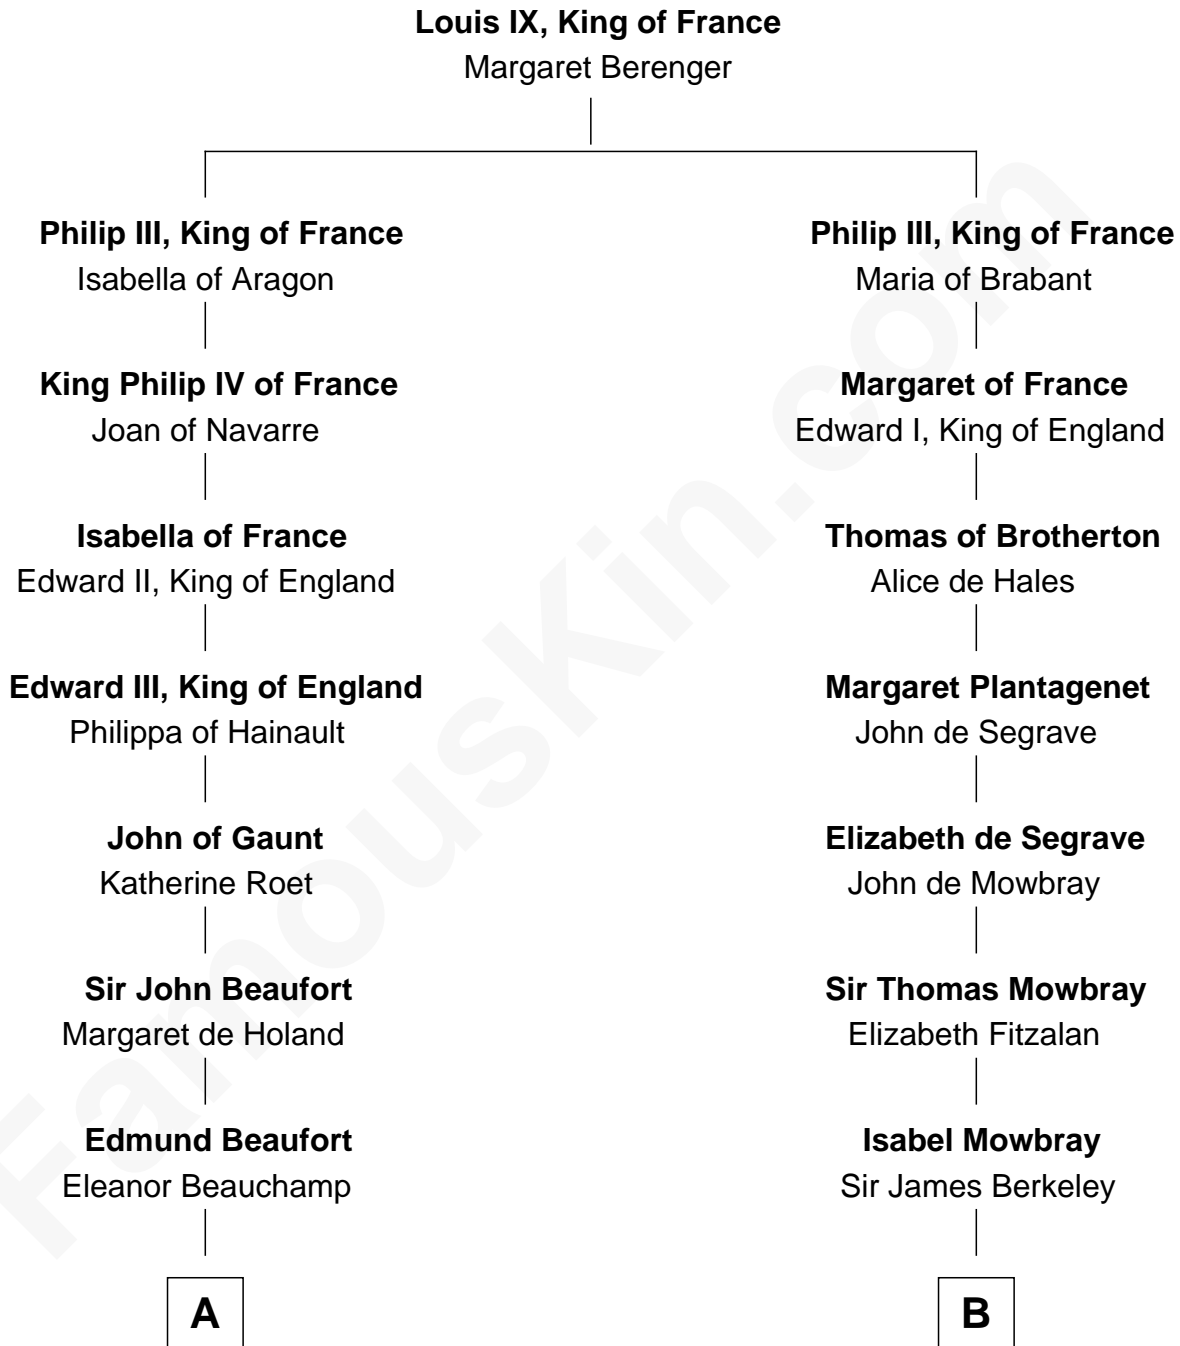 Louis IX, King of France
Margaret Berenger
Philip III, King of France
Isabella of Aragon
King Philip IV of France
Joan of Navarre
Isabella of France
Edward II, King of England
Edward III, King of England
Philippa of Hainault
John of Gaunt
Katherine Roet
Sir John Beaufort
Margaret de Holand
Edmund Beaufort
Eleanor Beauchamp
A
Philip III, King of France
Maria of Brabant
Margaret of France
Edward I, King of England
Thomas of Brotherton
Alice de Hales
Margaret Plantagenet
John de Segrave
Elizabeth de Segrave
John de Mowbray
Sir Thomas Mowbray
Elizabeth Fitzalan
Isabel Mowbray
Sir James Berkeley
B
FamousKin.com